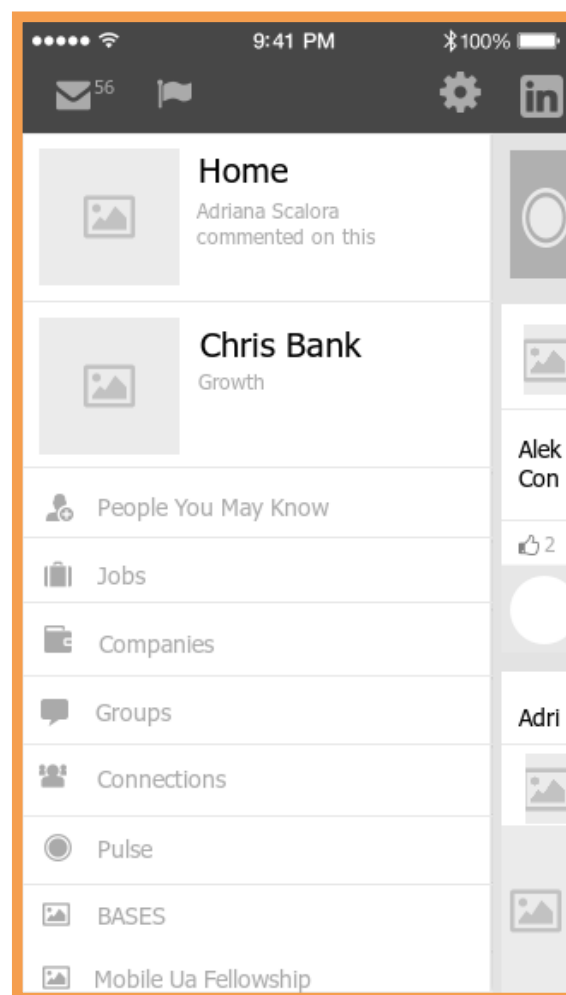 9:41 PM
100%
56
in
Home
Adriana Scalora
commented on this
Chris Bank
Growth
People You May Know
Jobs
Companies
Groups
Connections
Pulse
BASES
Mobile Ua Fellowship
Alek
Con
2
Adri